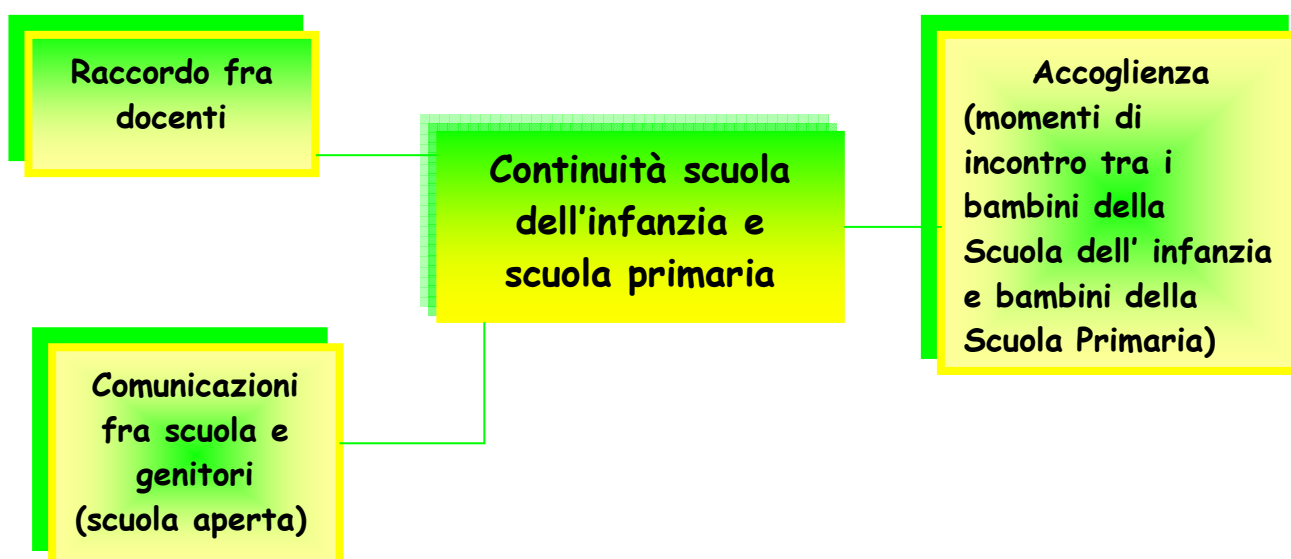 Raccordo fra
docenti
Continuità scuola
dell'infanzia e
scuola primaria
Accoglienza
(momenti di
incontro tra i
bambini della
Scuola dell' infanzia
e bambini della
Scuola Primaria)
Comunicazioni
fra scuola e
genitori
(scuola aperta)